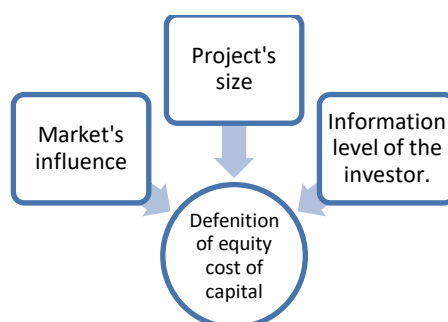 Project's
size
Market's
influence
Information
level of the
investor.
Defenition
of equity
cost of
capital